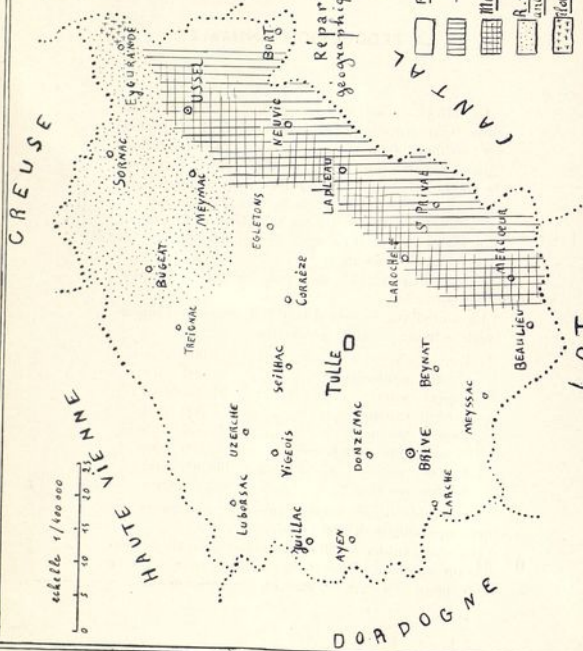 CREUSE
HAUTE VIENNE
echelle 1/400 000
0 5 10 15 20 25
EYGURANDE
SORNAC
USSEL
BORT
Répar
géographiq
BUGEAT
MEYMAC
NEUVIC
CANTAL
EGLETONS
LAPLEAU
TREIGNAC
CORRÈZE
St PRIVAT
LAROCHE
MERCOEUR
SEILHAC
TULLE
UZERCHE
VIGEOIS
LUBERSAC
BEYNAT
BEAULIEU
DONZENAC
BRIVE
MEYSSAC
JUILLAC
AYEN
LARCHE
LOT
DORDOGNE